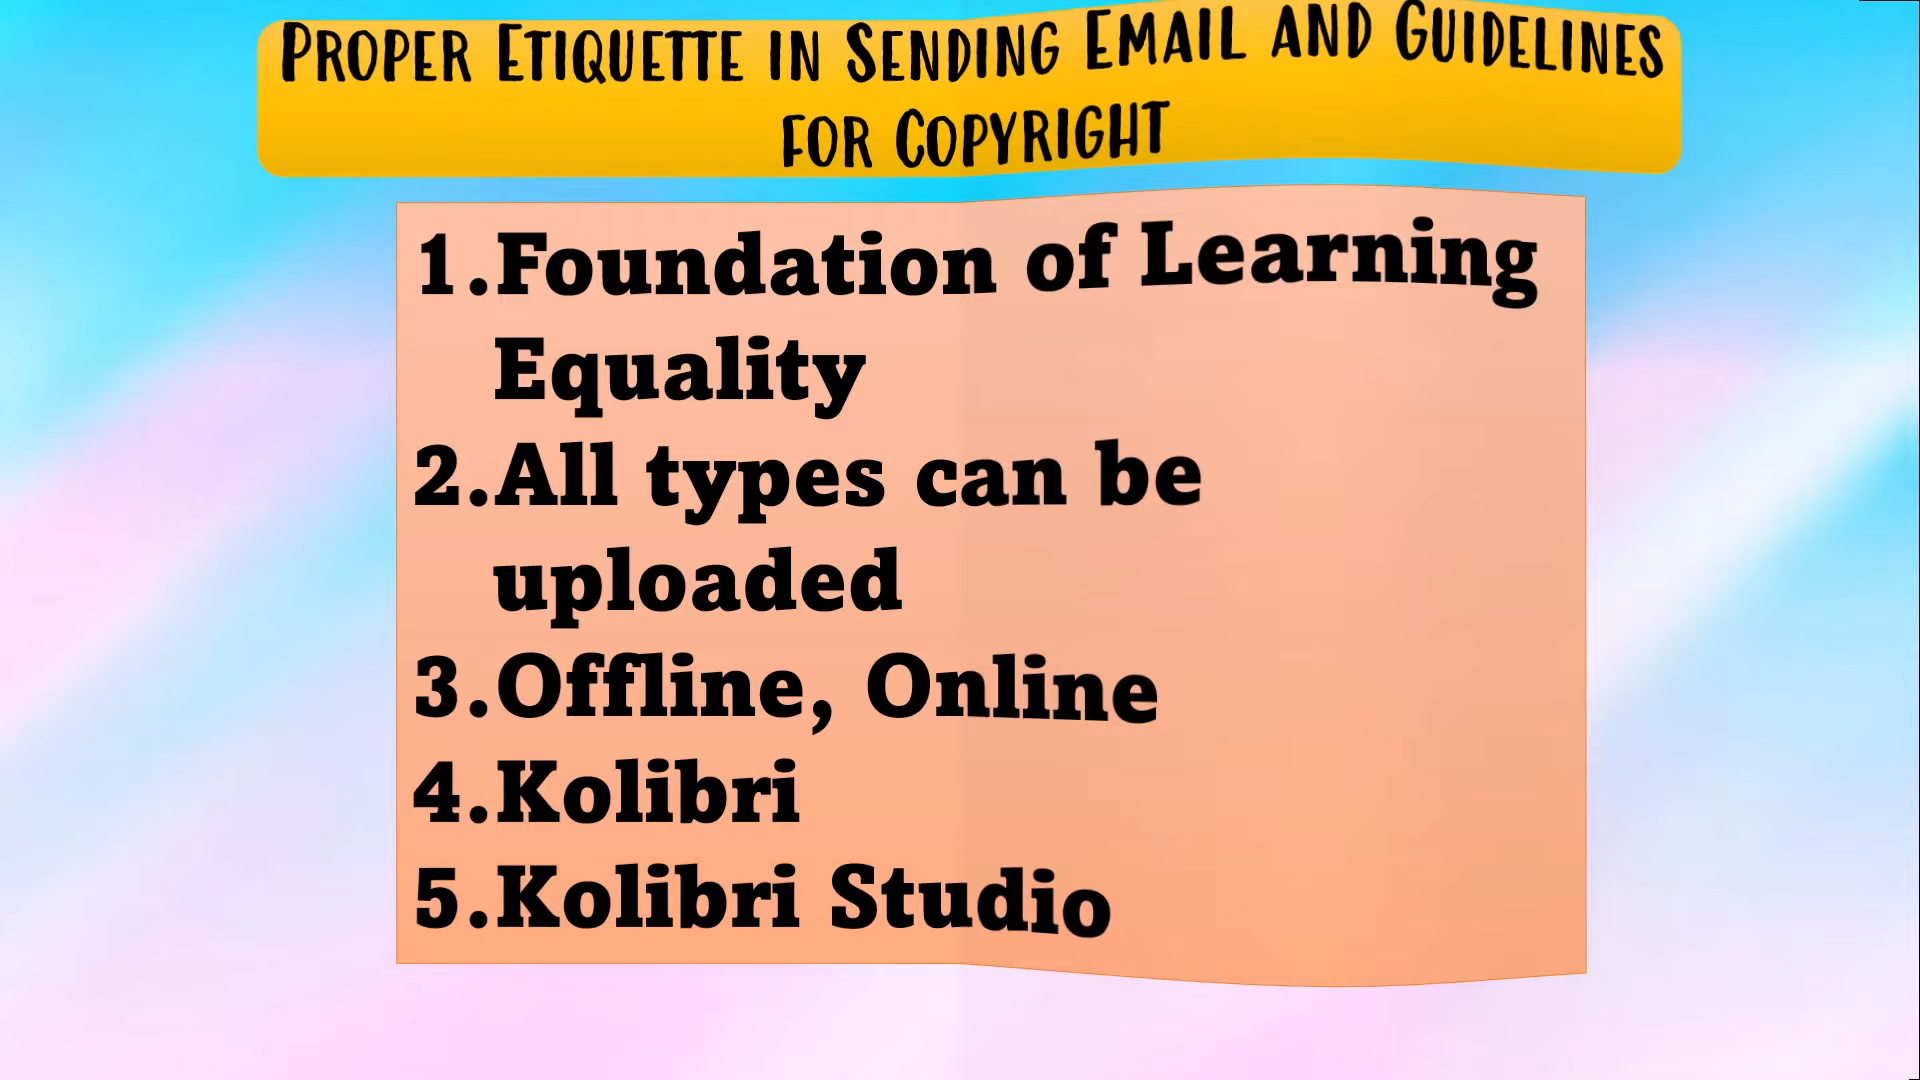 Proper Etiquette in Sending Email and Guidelines
for Copyright
1.Foundation of Learning
Equality
2.All types can be
uploaded
3.Offline, Online
4.Kolibri
5.Kolibri Studio